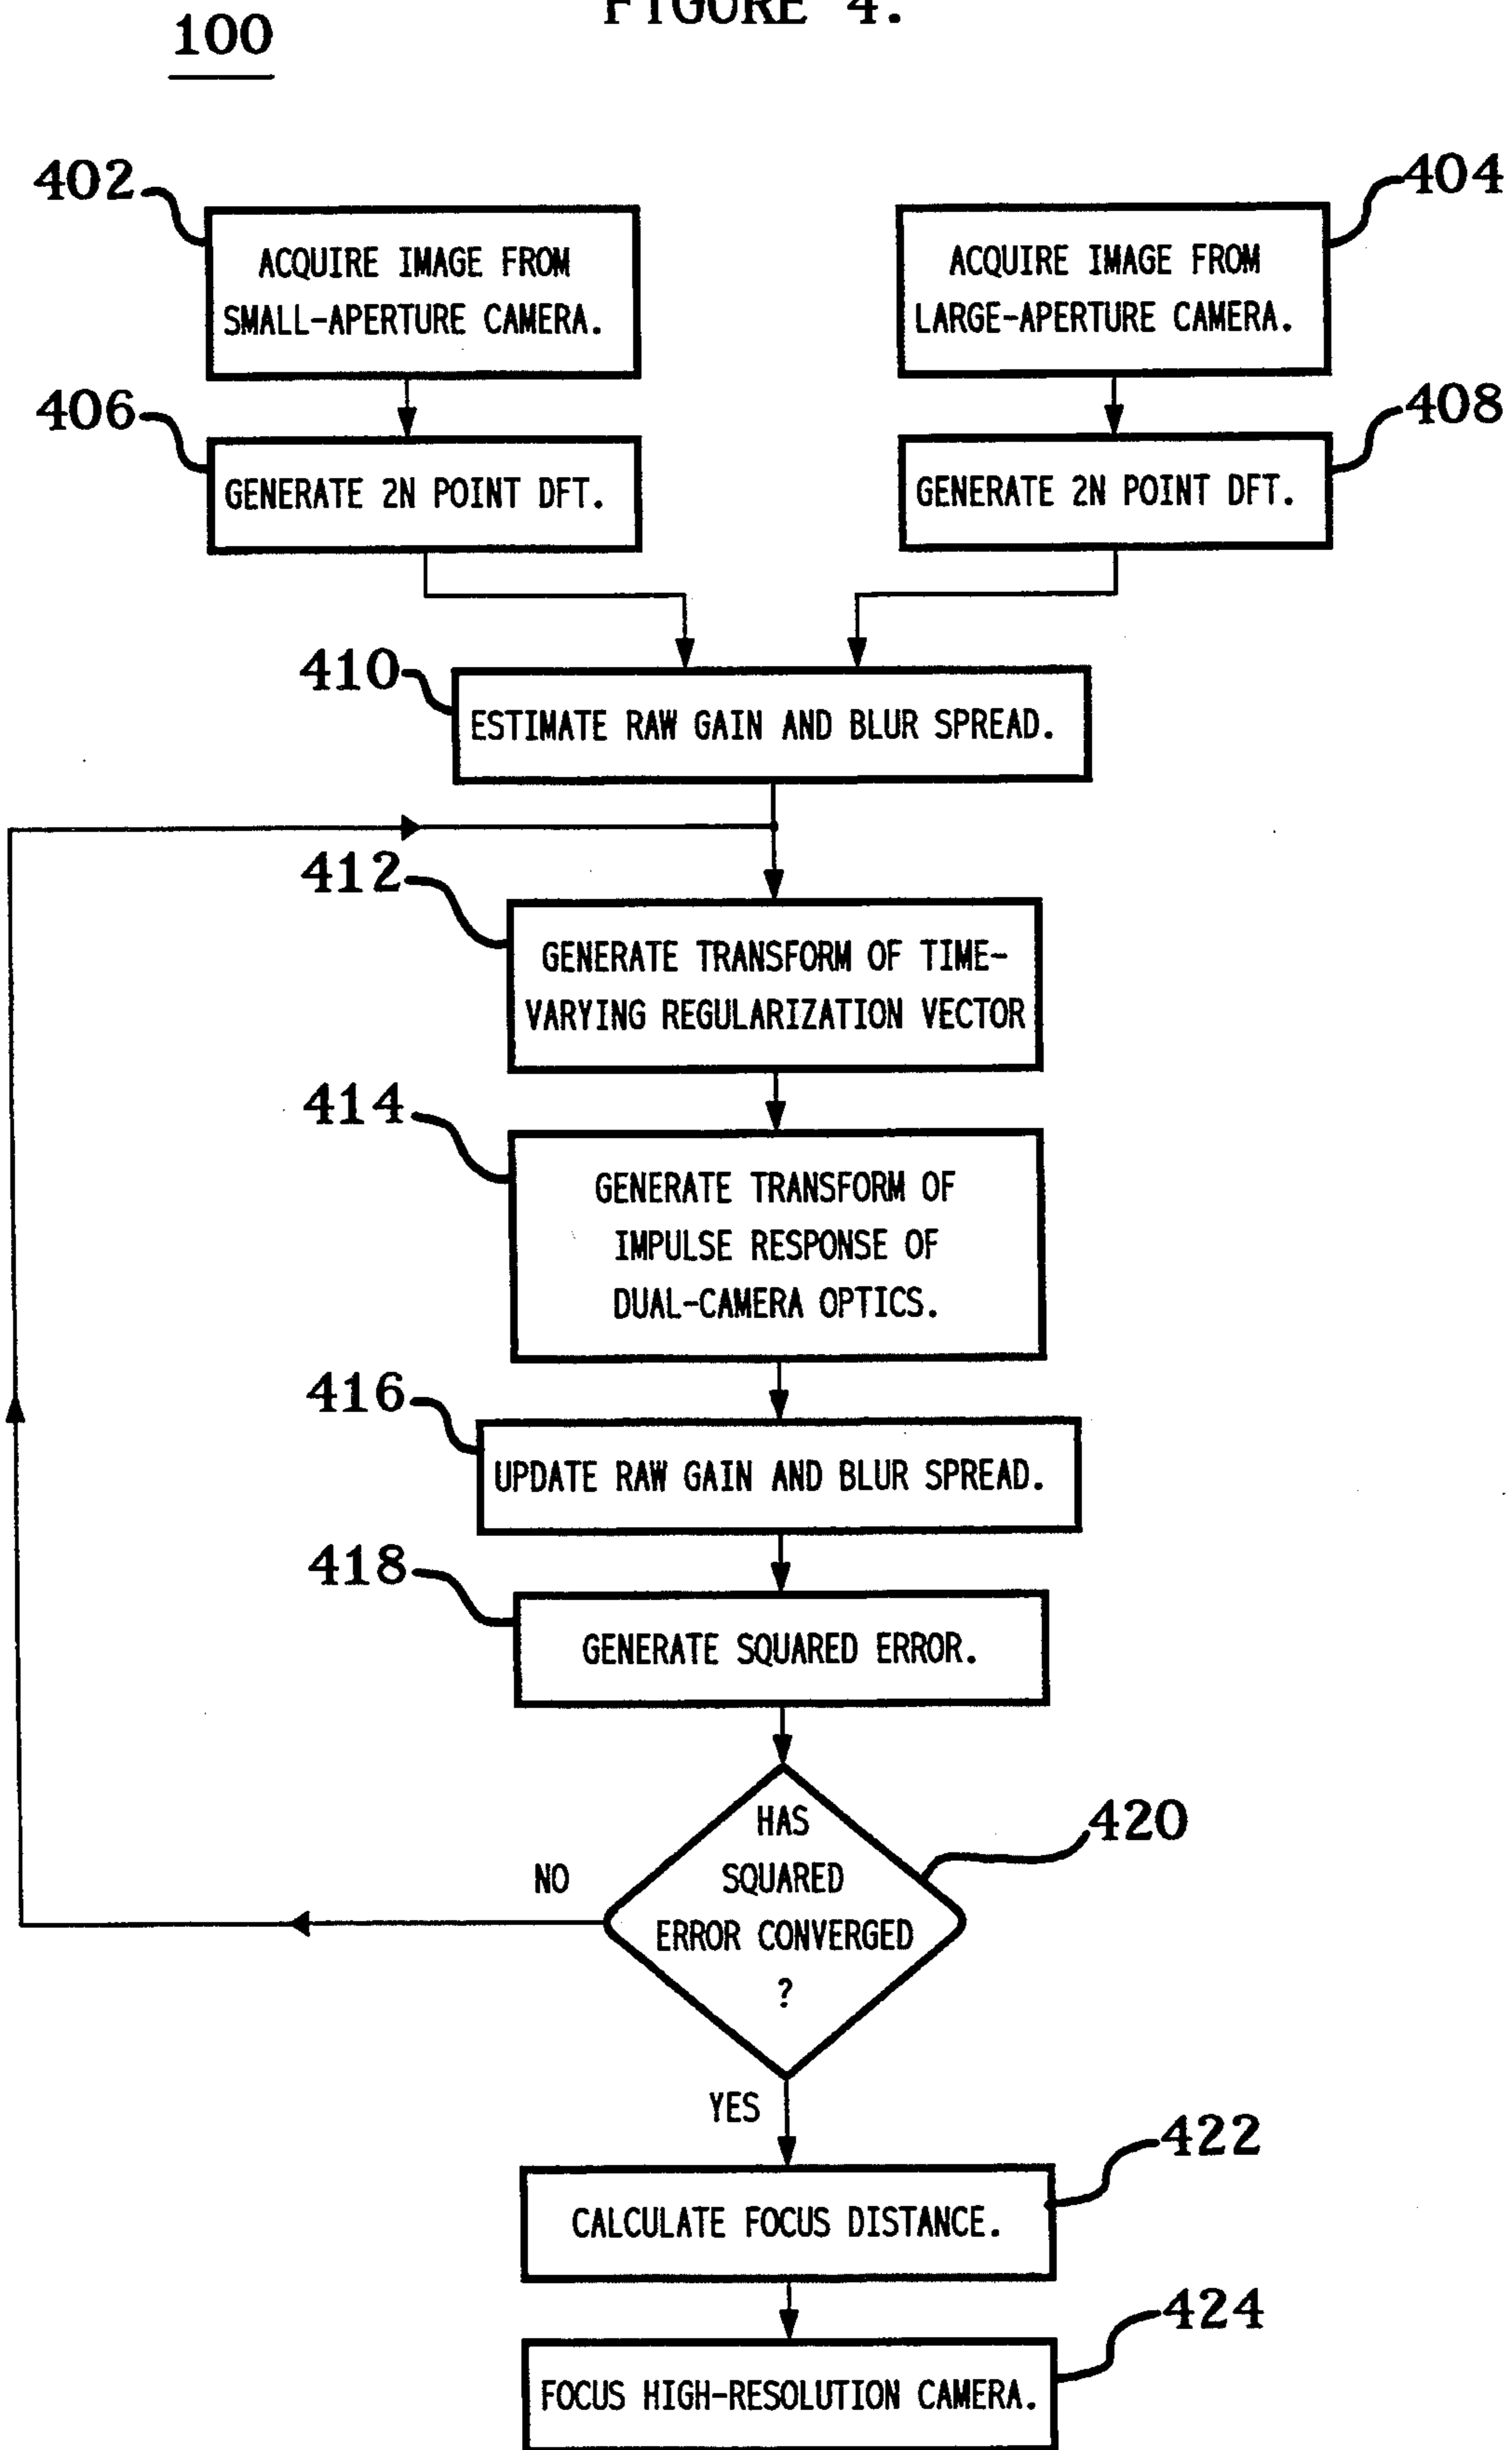 FIGURE 4.
100
402
ACQUIRE IMAGE FROM
SMALL-APERTURE CAMERA.
404
ACQUIRE IMAGE FROM
LARGE-APERTURE CAMERA.
406
GENERATE 2N POINT DFT.
408
GENERATE 2N POINT DFT.
410
ESTIMATE RAW GAIN AND BLUR SPREAD.
412
GENERATE TRANSFORM OF TIME-
VARYING REGULARIZATION VECTOR
414
GENERATE TRANSFORM OF
IMPULSE RESPONSE OF
DUAL-CAMERA OPTICS.
416
UPDATE RAW GAIN AND BLUR SPREAD.
418
GENERATE SQUARED ERROR.
420
HAS
SQUARED
ERROR CONVERGED
?
NO
YES
422
CALCULATE FOCUS DISTANCE.
424
FOCUS HIGH-RESOLUTION CAMERA.